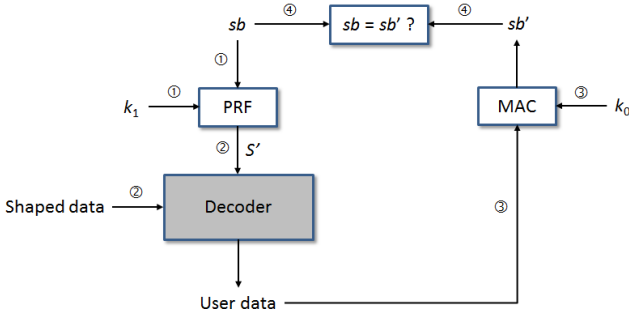 sb ④ sb = sb' ? ④ sb'
①
k₁ ① PRF MAC ③ k₀
② S'
Shaped data ② Decoder ③
User data